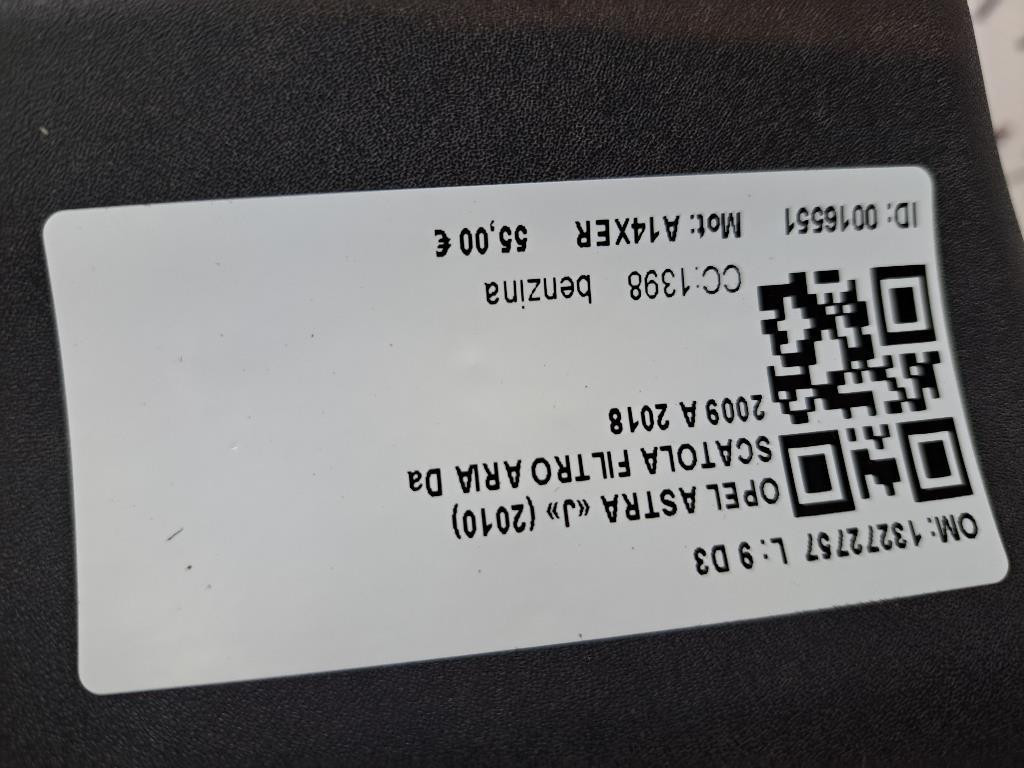 OM: 13272757 L: 9 D3
OPEL ASTRA «J» (2010)
SCATOLA FILTRO ARIA Da
2009 A 2018
CC:1398 benzina
ID: 0016551 Mot: A14XER 55,00 €